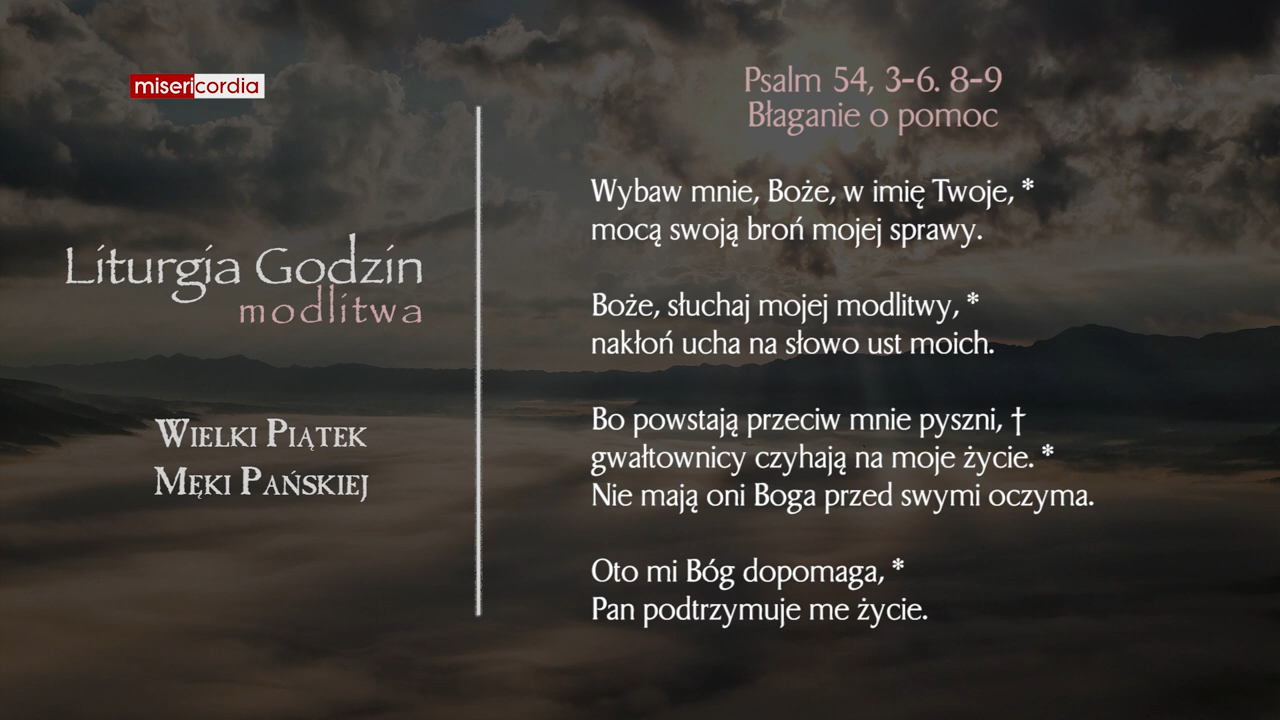 misericordia
Liturgia Godzin
modlitwa
Wielki Piątek
Męki Pańskiej
Psalm 54, 3-6. 8-9
Błaganie o pomoc
Wybaw mnie, Boże, w imię Twoje, *
mocą swoją broń mojej sprawy.
Boże, słuchaj mojej modlitwy, *
nakłoń ucha na słowo ust moich.
Bo powstają przeciw mnie pyszni, †
gwałtownicy czyhają na moje życie. *
Nie mają oni Boga przed swymi oczyma.
Oto mi Bóg dopomaga, *
Pan podtrzymuje me życie.